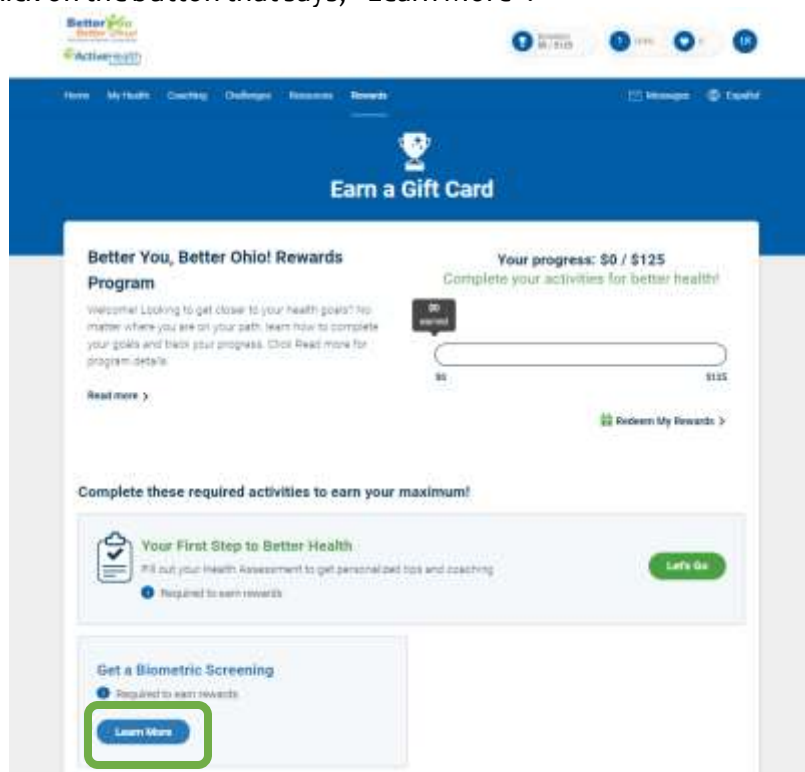 ick on the button that says, "Learn more".
Better You
Better Ohio!
ActiveHealth
Home My Health Coaching Challenges Resources Rewards Messages Español
Earn a Gift Card
Better You, Better Ohio! Rewards
Program
Welcome! Looking to get closer to your health goals? No
matter where you are on your path, learn how to complete
your goals and track your progress. Click Read more for
program details.
Read more >
Your progress: $0 / $125
Complete your activities for better health!
$0
earned
$0 $125
Redeem My Rewards >
Complete these required activities to earn your maximum!
Your First Step to Better Health
Fill out your Health Assessment to get personalized tips and coaching
Required to earn rewards
Let's Go
Get a Biometric Screening
Required to earn rewards
Learn More